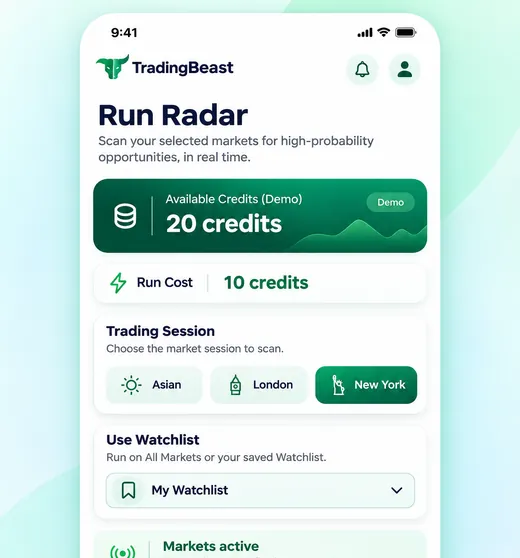 9:41
TradingBeast
Run Radar
Scan your selected markets for high-probability
opportunities, in real time.
Available Credits (Demo)
Demo
20 credits
Run Cost
10 credits
Trading Session
Choose the market session to scan.
Asian
London
New York
Use Watchlist
Run on All Markets or your saved Watchlist.
My Watchlist
Markets active